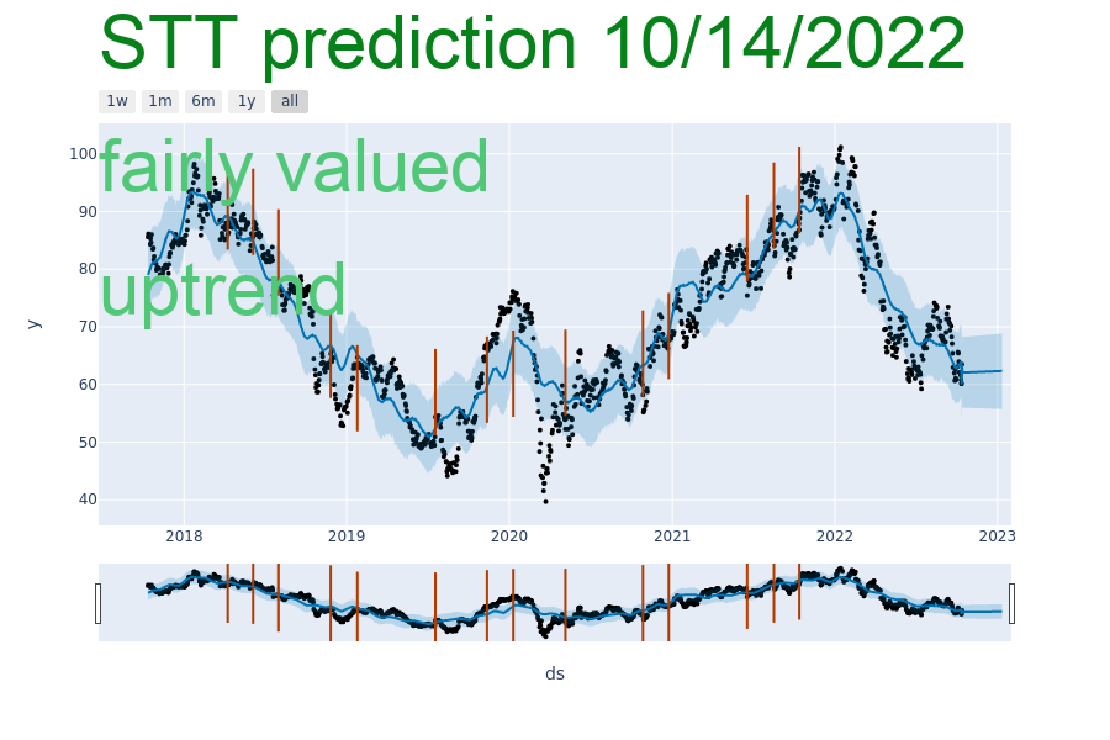 STT prediction 10/14/2022
1w 1m 6m 1y all
fairly valued
uptrend
100
90
80
70
60
50
40
y
2018 2019 2020 2021 2022 2023
ds